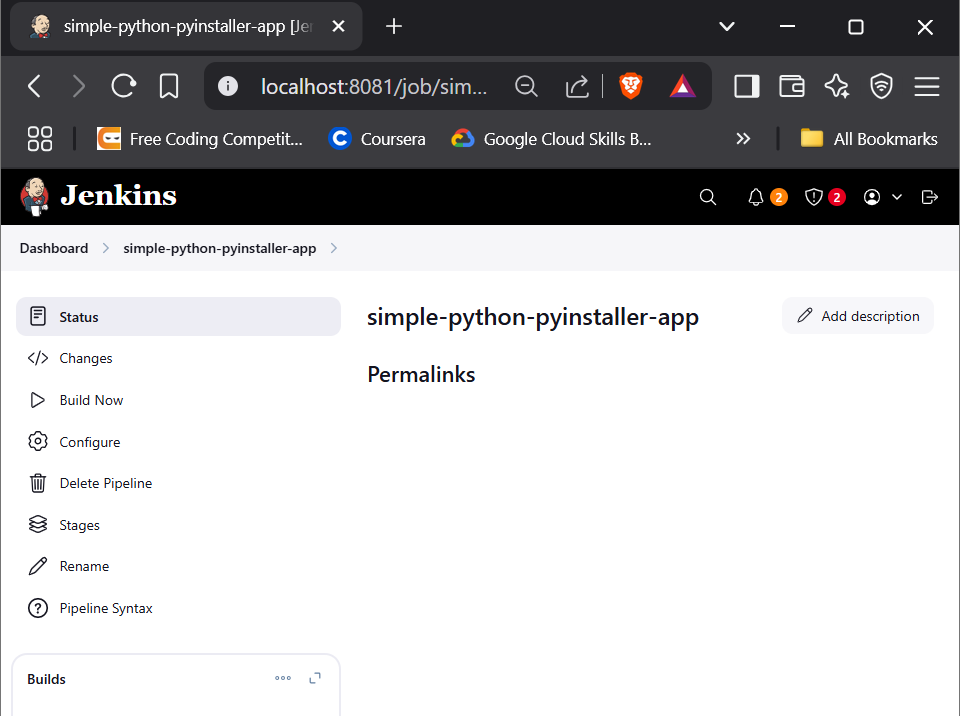 simple-python-pyinstaller-app [Je
localhost:8081/job/sim...
Free Coding Competit... Coursera Google Cloud Skills B... All Bookmarks
Jenkins 2 2
Dashboard simple-python-pyinstaller-app
Status
simple-python-pyinstaller-app
Add description
Changes
Permalinks
Build Now
Configure
Delete Pipeline
Stages
Rename
Pipeline Syntax
Builds